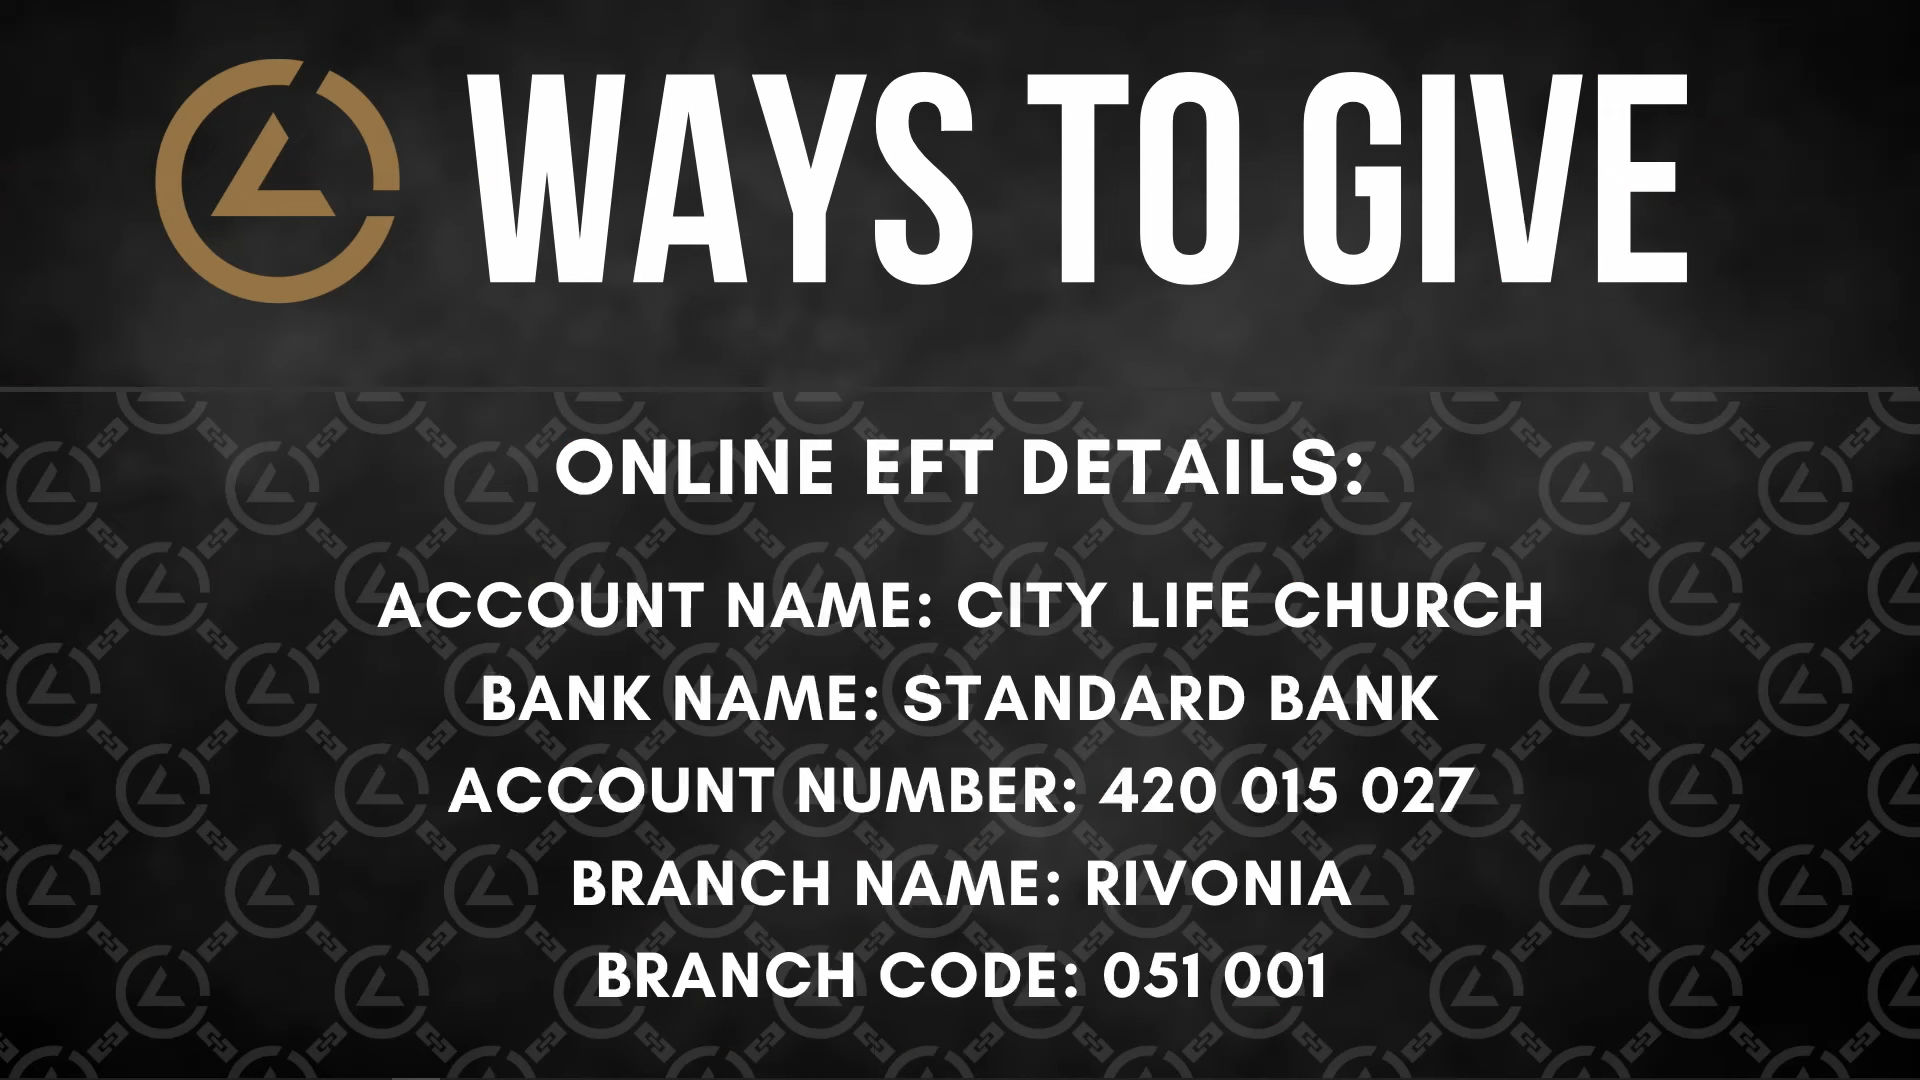 WAYS TO GIVE
ONLINE EFT DETAILS:
ACCOUNT NAME: CITY LIFE CHURCH
BANK NAME: STANDARD BANK
ACCOUNT NUMBER: 420 015 027
BRANCH NAME: RIVONIA
BRANCH CODE: 051 001